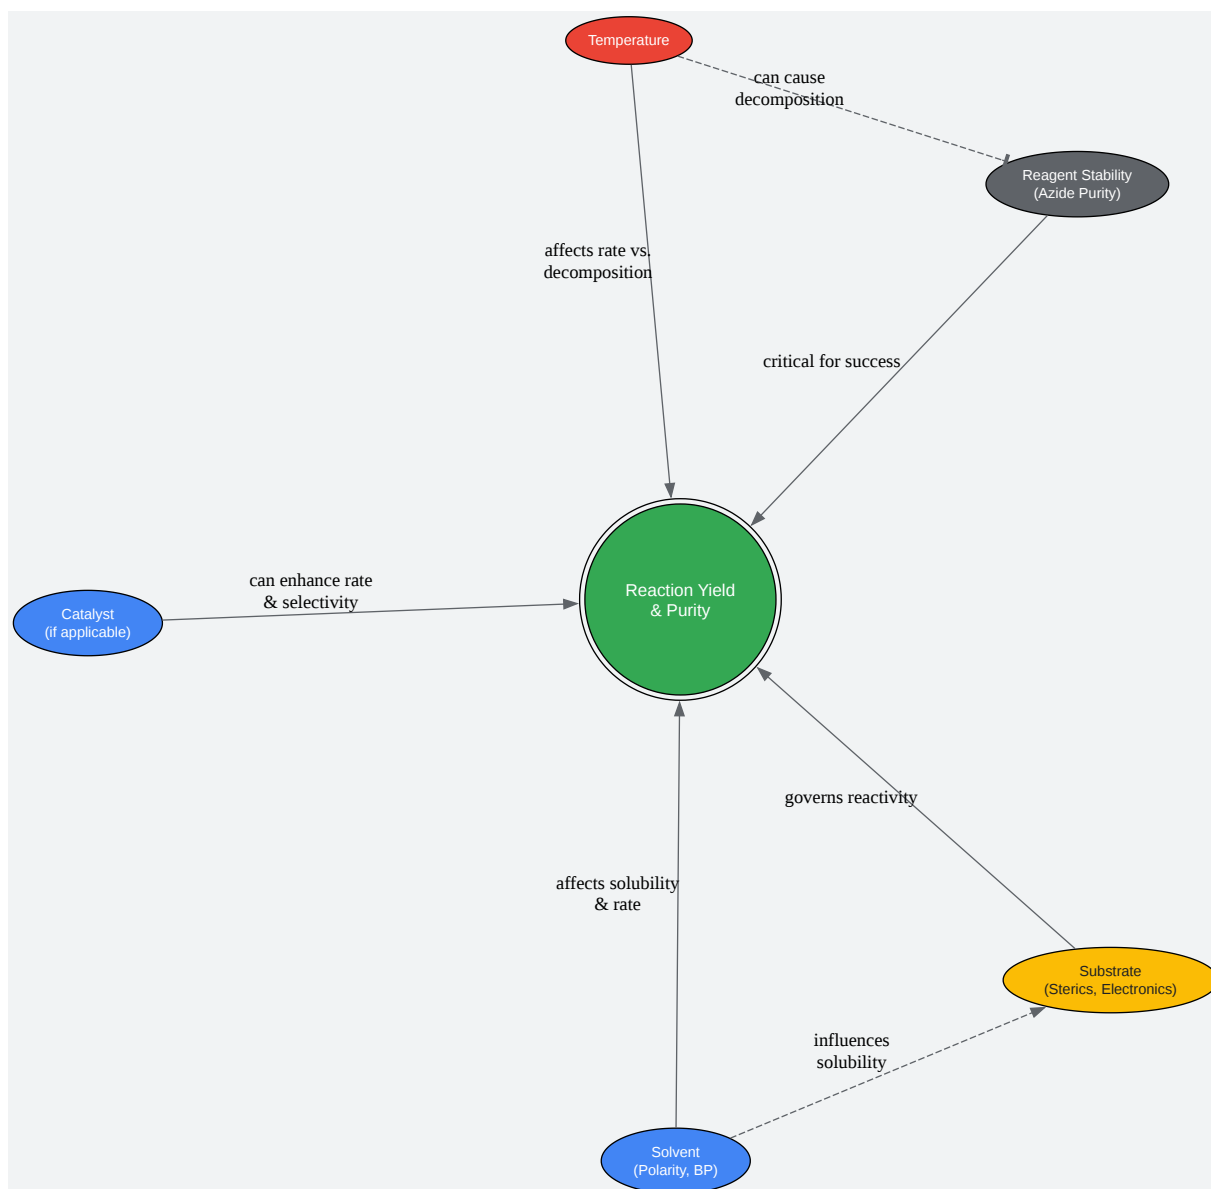 Temperature
can cause
decomposition
Reagent Stability
(Azide Purity)
affects rate vs.
decomposition
critical for success
can enhance rate
& selectivity
Catalyst
(if applicable)
Reaction Yield
& Purity
governs reactivity
affects solubility
& rate
Substrate
(Sterics, Electronics)
influences
solubility
Solvent
(Polarity, BP)